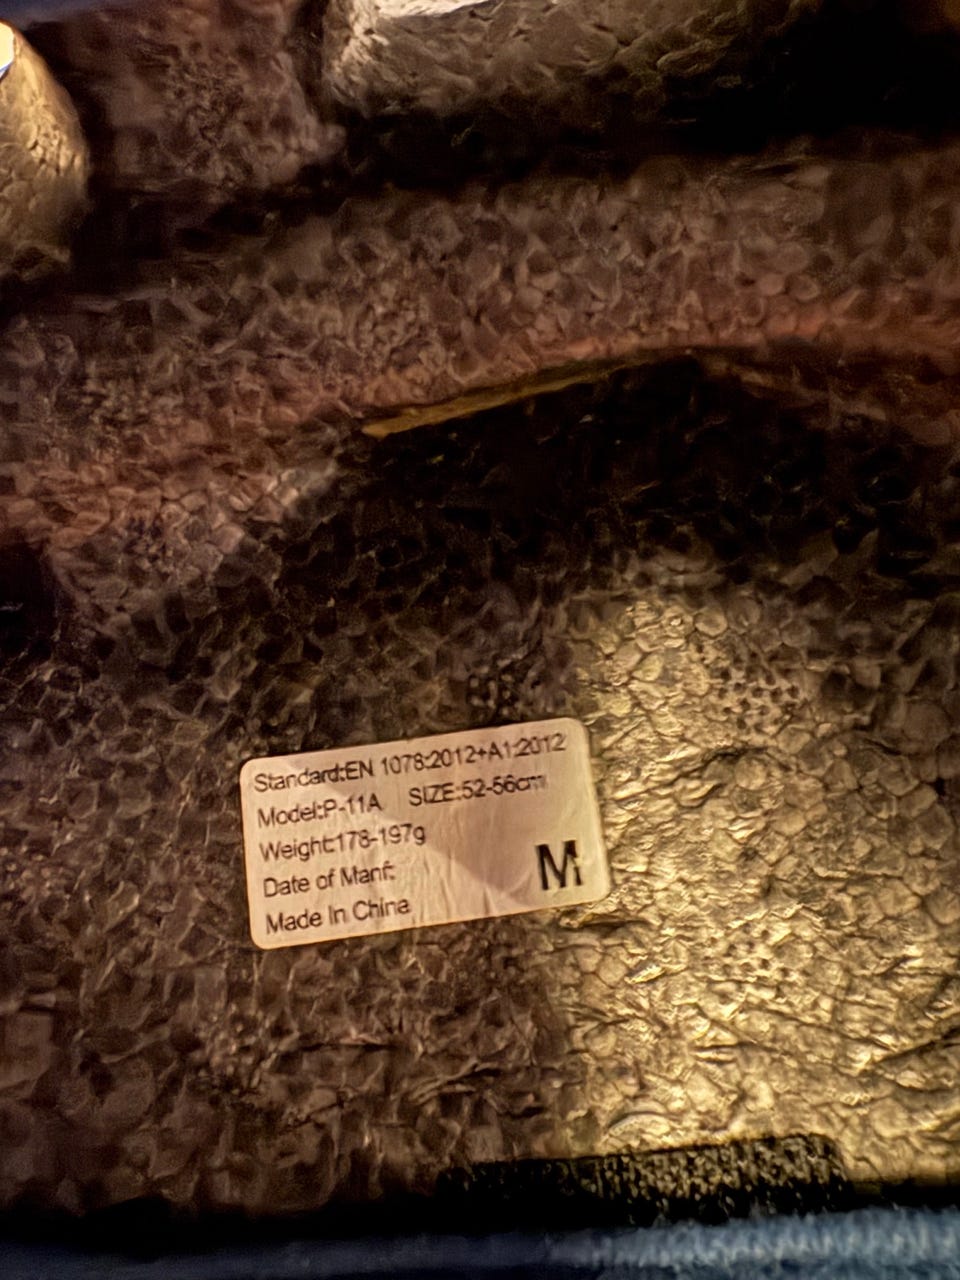 Standard:EN 1078:2012+A1:2012
Model:P-11A SIZE:52-56cm
Weight:178-197g
Date of Manf.:
Made In China
M